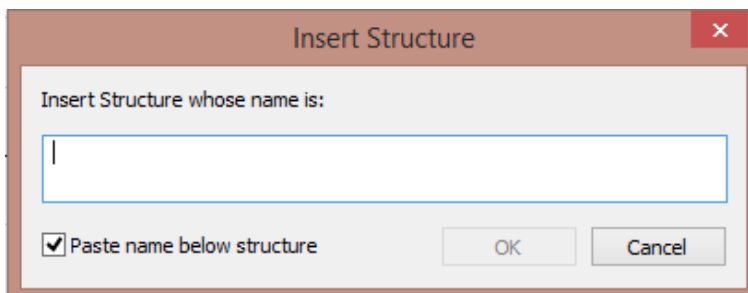 Insert Structure
Insert Structure whose name is:
Paste name below structure
OK
Cancel